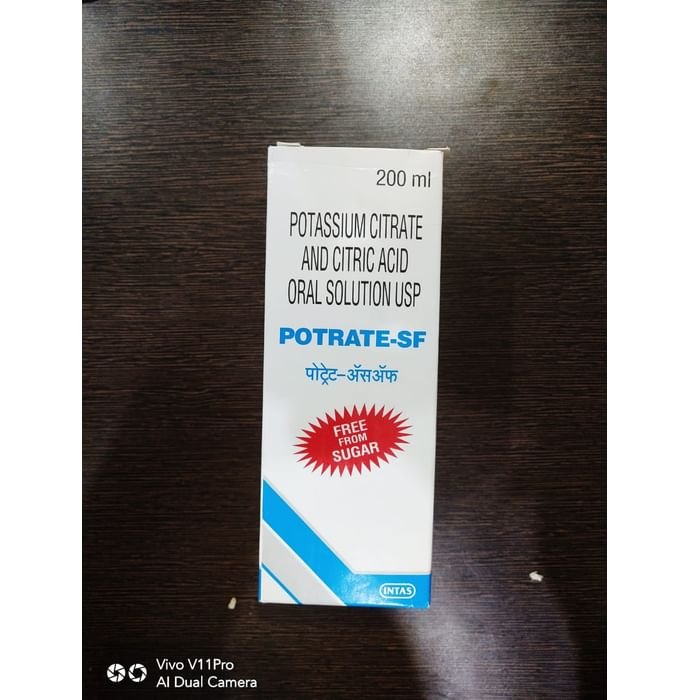 200 ml
POTASSIUM CITRATE
AND CITRIC ACID
ORAL SOLUTION USP
POTRATE-SF
पोट्रेट-ॲसॲफ
FREE
FROM
SUGAR
INTAS
Vivo V11Pro
AI Dual Camera